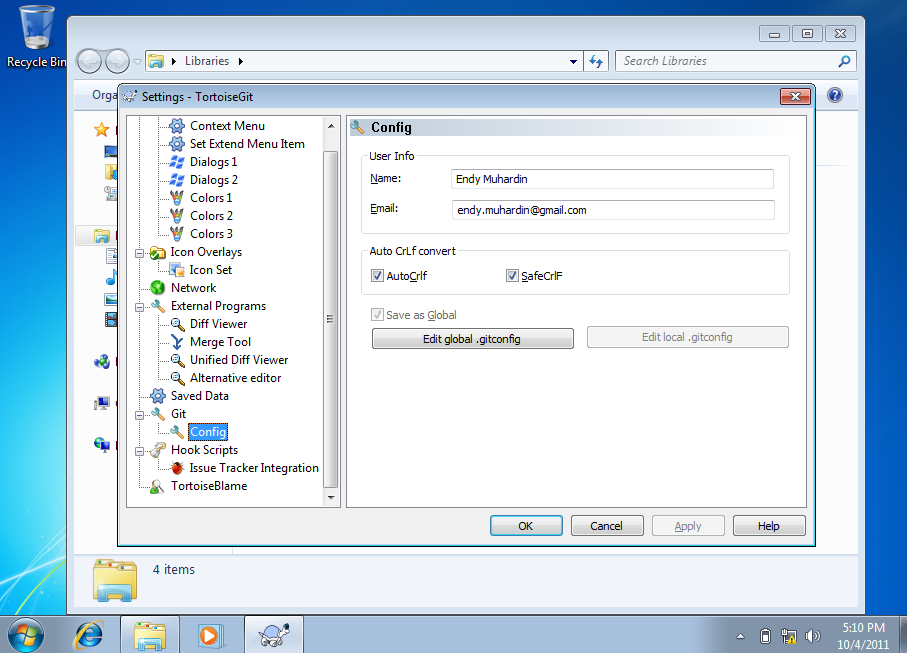 Recycle Bin
Libraries
Search Libraries
Orga
Settings - TortoiseGit
Context Menu
Set Extend Menu Item
Dialogs 1
Dialogs 2
Colors 1
Colors 2
Colors 3
Icon Overlays
Icon Set
Network
External Programs
Diff Viewer
Merge Tool
Unified Diff Viewer
Alternative editor
Saved Data
Git
Config
Hook Scripts
Issue Tracker Integration
TortoiseBlame
Config
User Info
Name:
Endy Muhardin
Email:
endy.muhardin@gmail.com
Auto CrLf convert
AutoCrlf
SafeCrlF
Save as Global
Edit global .gitconfig
Edit local .gitconfig
OK
Cancel
Apply
Help
4 items
5:10 PM
10/4/2011